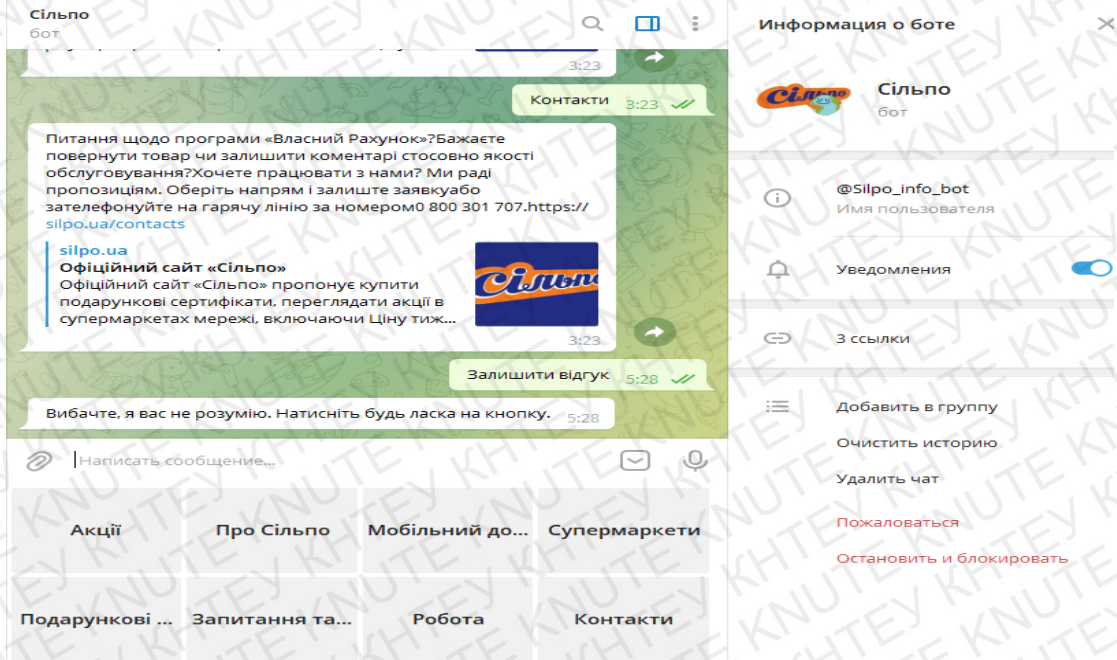 Сільпо
бот
3:23
Контакти 3:23
Питання щодо програми «Власний Рахунок»?Бажаєте
повернути товар чи залишити коментарі стосовно якості
обслуговування?Хочете працювати з нами? Ми раді
пропозиціям. Оберіть напрям і залиште заявкуабо
зателефонуйте на гарячу лінію за номером0 800 301 707.https://
silpo.ua/contacts
silpo.ua
Офіційний сайт «Сільпо»
Офіційний сайт «Сільпо» пропонує купити
подарункові сертифікати, переглядати акції в
супермаркетах мережі, включаючи Ціну тиж...
Сільпо
3:23
Залишити відгук 5:28
Вибачте, я вас не розумію. Натисніть будь ласка на кнопку. 5:28
Написать сообщение...
Акції Про Сільпо Мобільний до... Супермаркети
Подарункові ... Запитання та... Робота Контакти
Информация о боте
Сільпо
Сільпо
бот
@Silpo_info_bot
Имя пользователя
Уведомления
3 ссылки
Добавить в группу
Очистить историю
Удалить чат
Пожаловаться
Остановить и блокировать
KNUTE KHTEY